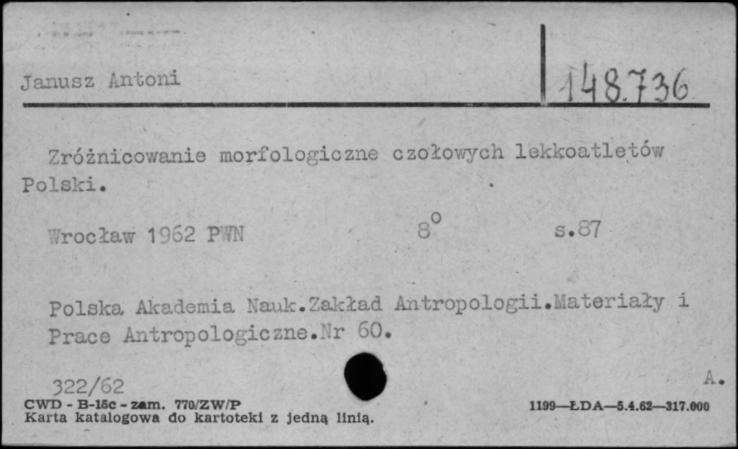 Janusz Antoni 148.736
Zróżnicowanie morfologiczne czołowych lekkoatletów
Polski.
Wrocław 1962 PWN 8° s.87
Polska Akademia Nauk.Zakład Antropologii.Materiały i
Prace Antropologiczne.Nr 60.
322/62 A.
CWD - B-15c - zam. 770/ZW/P 1199—ŁDA—5.4.62—317.000
Karta katalogowa do kartoteki z jedną linią.